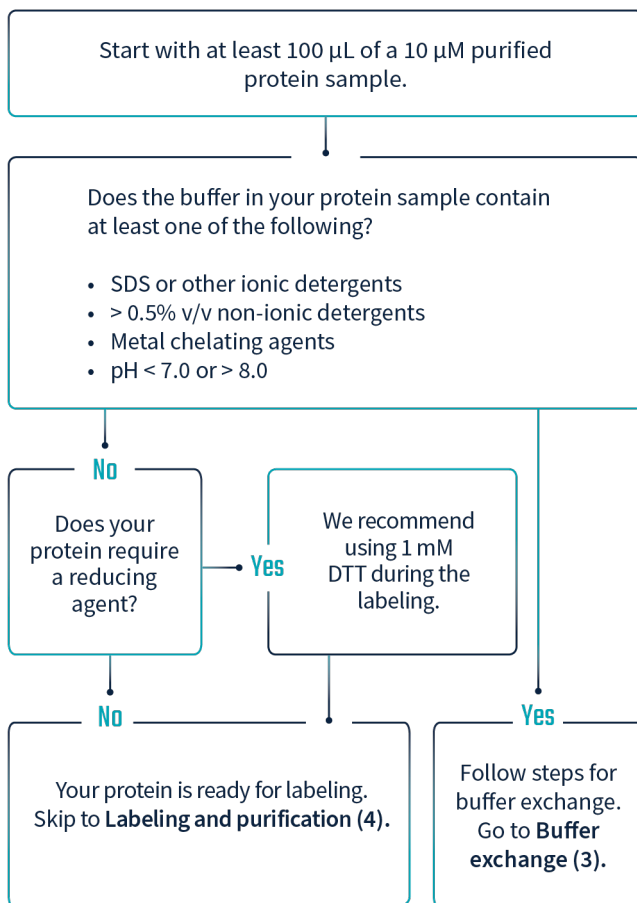 Start with at least 100 µL of a 10 µM purified
protein sample.
Does the buffer in your protein sample contain
at least one of the following?
• SDS or other ionic detergents
• > 0.5% v/v non-ionic detergents
• Metal chelating agents
• pH < 7.0 or > 8.0
No
Does your
protein require
a reducing
agent?
Yes
We recommend
using 1 mM
DTT during the
labeling.
No
Your protein is ready for labeling.
Skip to Labeling and purification (4).
Yes
Follow steps for
buffer exchange.
Go to Buffer
exchange (3).